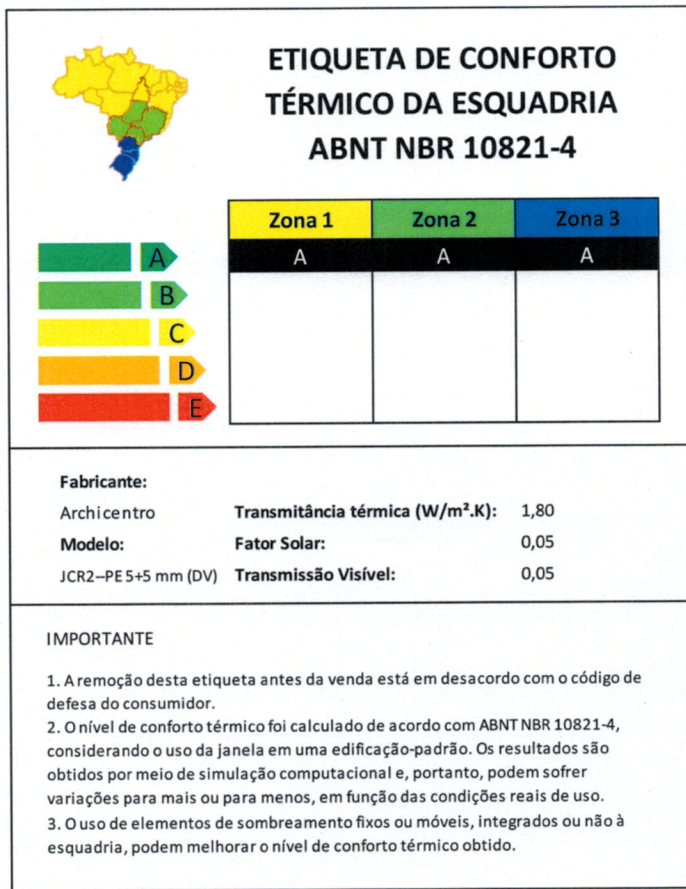 ETIQUETA DE CONFORTO
TÉRMICO DA ESQUADRIA
ABNT NBR 10821-4
Zona 1 Zona 2 Zona 3
A A A A
B
C
D
E
Fabricante:
Archicentro Transmitância térmica (W/m².K): 1,80
Modelo: Fator Solar: 0,05
JCR2–PE 5+5 mm (DV) Transmissão Visível: 0,05
IMPORTANTE
1. A remoção desta etiqueta antes da venda está em desacordo com o código de
defesa do consumidor.
2. O nível de conforto térmico foi calculado de acordo com ABNT NBR 10821-4,
considerando o uso da janela em uma edificação-padrão. Os resultados são
obtidos por meio de simulação computacional e, portanto, podem sofrer
variações para mais ou para menos, em função das condições reais de uso.
3. O uso de elementos de sombreamento fixos ou móveis, integrados ou não à
esquadria, podem melhorar o nível de conforto térmico obtido.